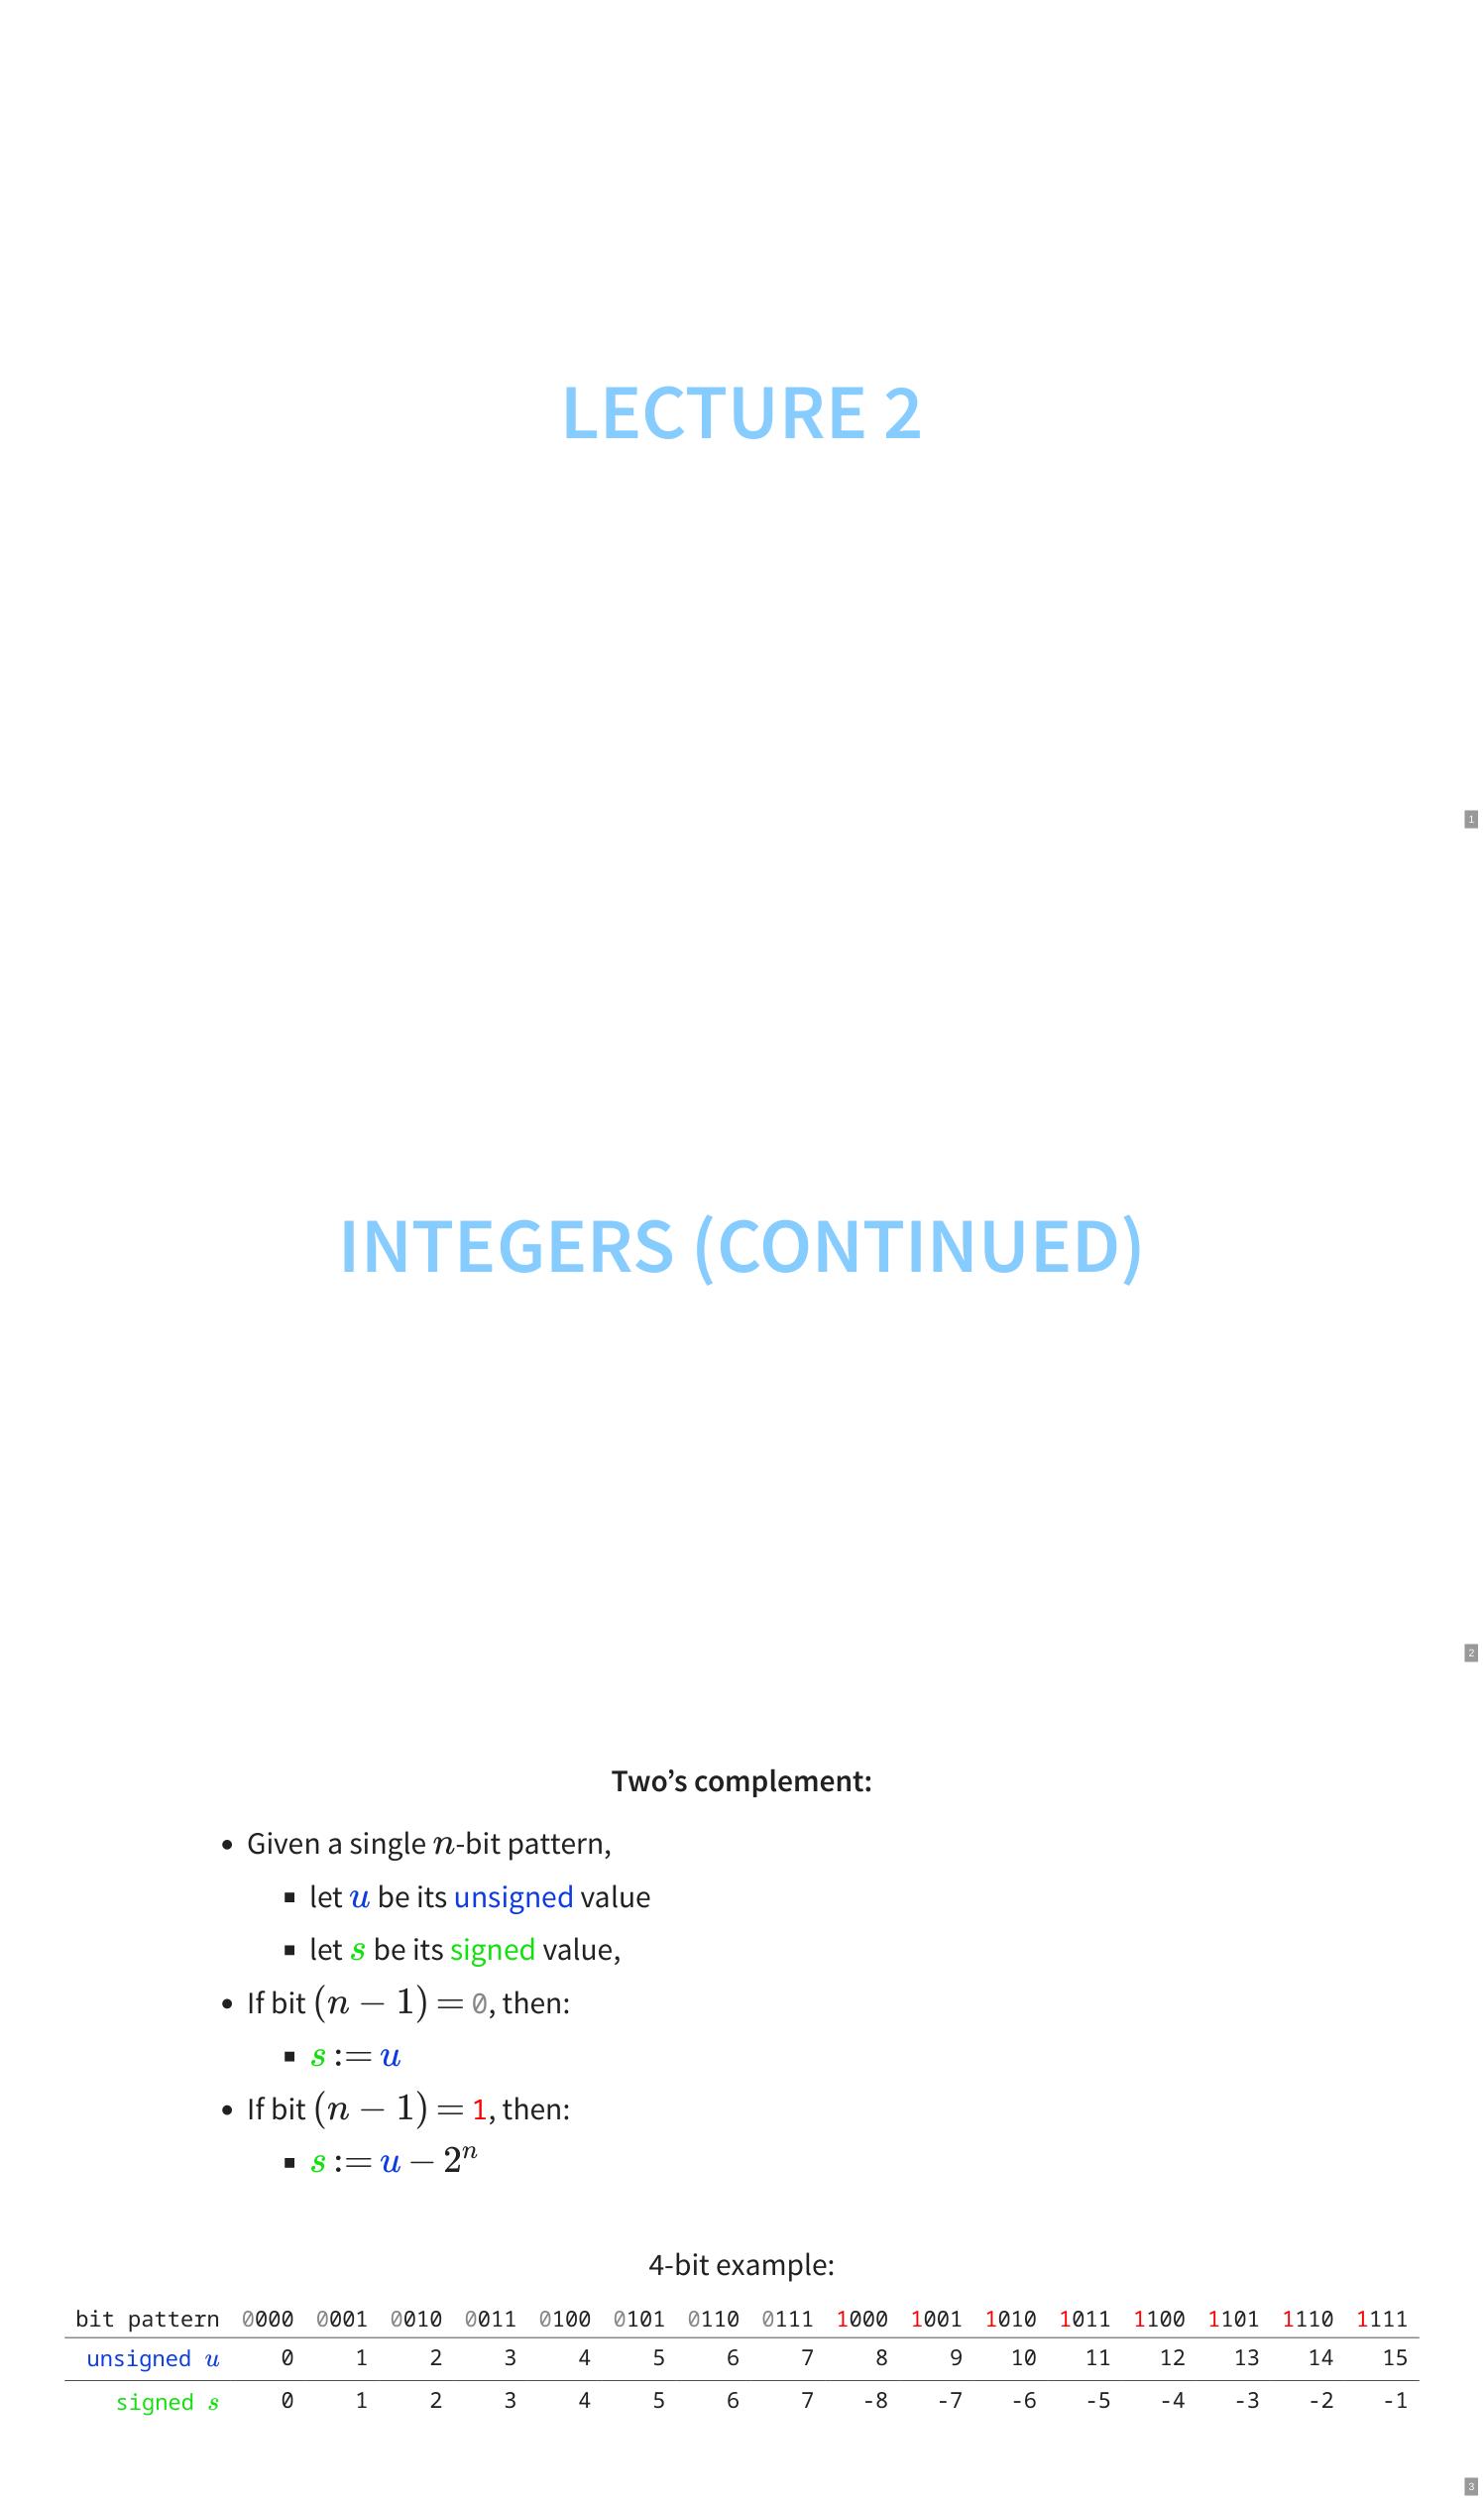 LECTURE 2
1
INTEGERS (CONTINUED)
2
Two’s complement:
• Given a single n-bit pattern,
▪ let u be its unsigned value
▪ let s be its signed value,
• If bit (n − 1) = 0, then:
▪ s := u
• If bit (n − 1) = 1, then:
▪ s := u − 2ⁿ
4-bit example:
bit pattern 0000 0001 0010 0011 0100 0101 0110 0111 1000 1001 1010 1011 1100 1101 1110 1111
unsigned u 0 1 2 3 4 5 6 7 8 9 10 11 12 13 14 15
signed s 0 1 2 3 4 5 6 7 -8 -7 -6 -5 -4 -3 -2 -1
3